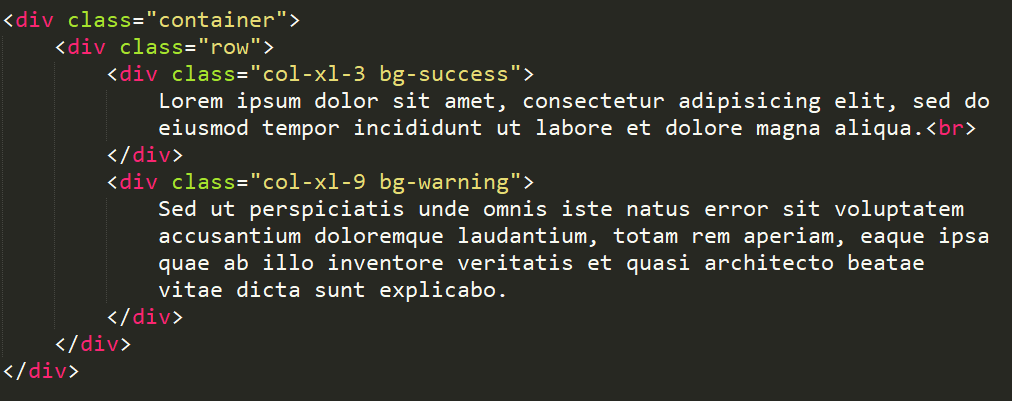 <div class="container">
<div class="row">
<div class="col-xl-3 bg-success">
Lorem ipsum dolor sit amet, consectetur adipisicing elit, sed do
eiusmod tempor incididunt ut labore et dolore magna aliqua.<br>
</div>
<div class="col-xl-9 bg-warning">
Sed ut perspiciatis unde omnis iste natus error sit voluptatem
accusantium doloremque laudantium, totam rem aperiam, eaque ipsa
quae ab illo inventore veritatis et quasi architecto beatae
vitae dicta sunt explicabo.
</div>
</div>
</div>